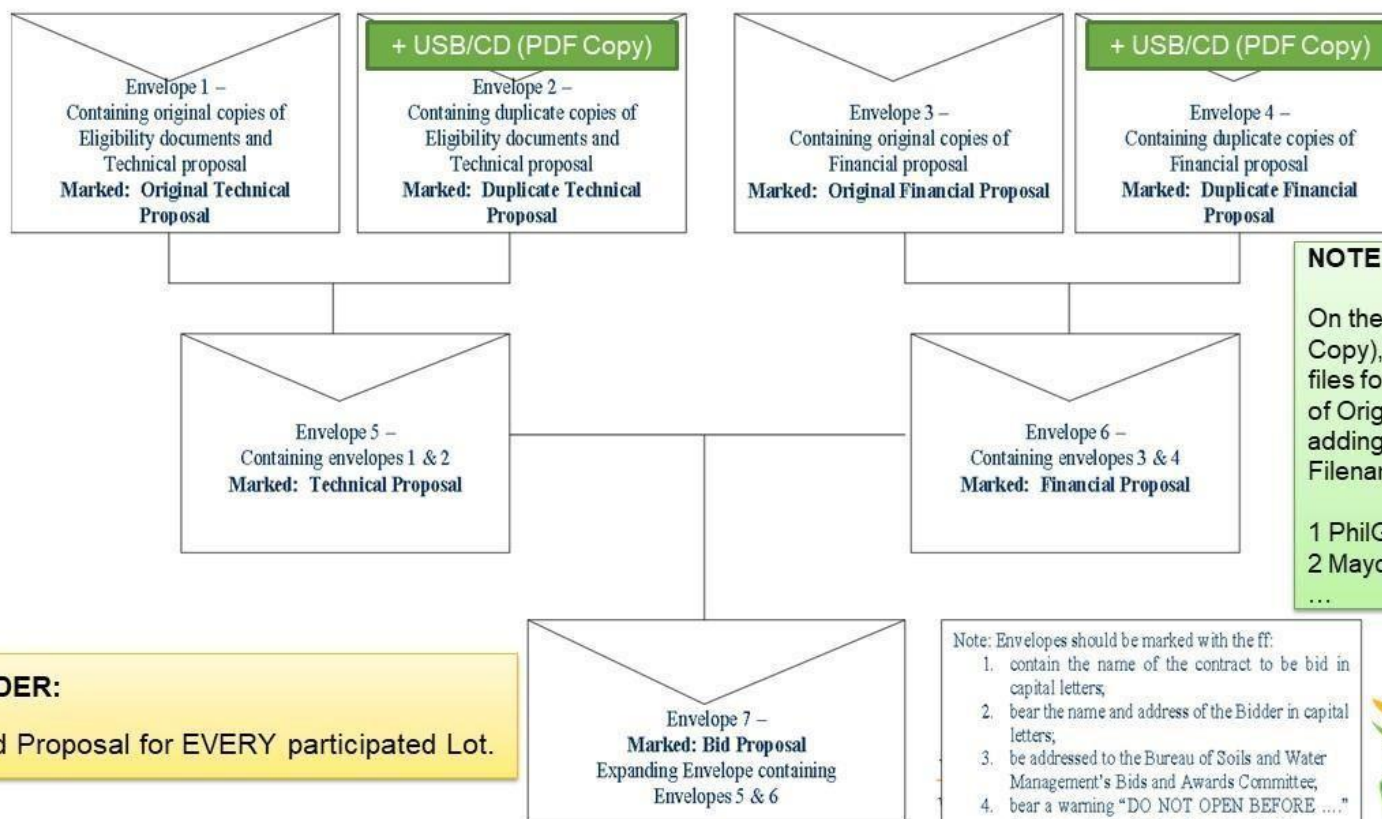 + USB/CD (PDF Copy)
+ USB/CD (PDF Copy)
Envelope 1 –
Containing original copies of
Eligibility documents and
Technical proposal
Marked: Original Technical
Proposal
Envelope 2 –
Containing duplicate copies of
Eligibility documents and
Technical proposal
Marked: Duplicate Technical
Proposal
Envelope 3 –
Containing original copies of
Financial proposal
Marked: Original Financial Proposal
Envelope 4 –
Containing duplicate copies of
Financial proposal
Marked: Duplicate Financial
Proposal
NOTE
On the
Copy),
files fo
of Orig
adding
Filenar
1 PhilG
2 Mayo
...
Envelope 5 –
Containing envelopes 1 & 2
Marked: Technical Proposal
Envelope 6 –
Containing envelopes 3 & 4
Marked: Financial Proposal
DER:
d Proposal for EVERY participated Lot.
Envelope 7 –
Marked: Bid Proposal
Expanding Envelope containing
Envelopes 5 & 6
Note: Envelopes should be marked with the ff:
1. contain the name of the contract to be bid in
capital letters;
2. bear the name and address of the Bidder in capital
letters;
3. be addressed to the Bureau of Soils and Water
Management's Bids and Awards Committee;
4. bear a warning “DO NOT OPEN BEFORE ....”